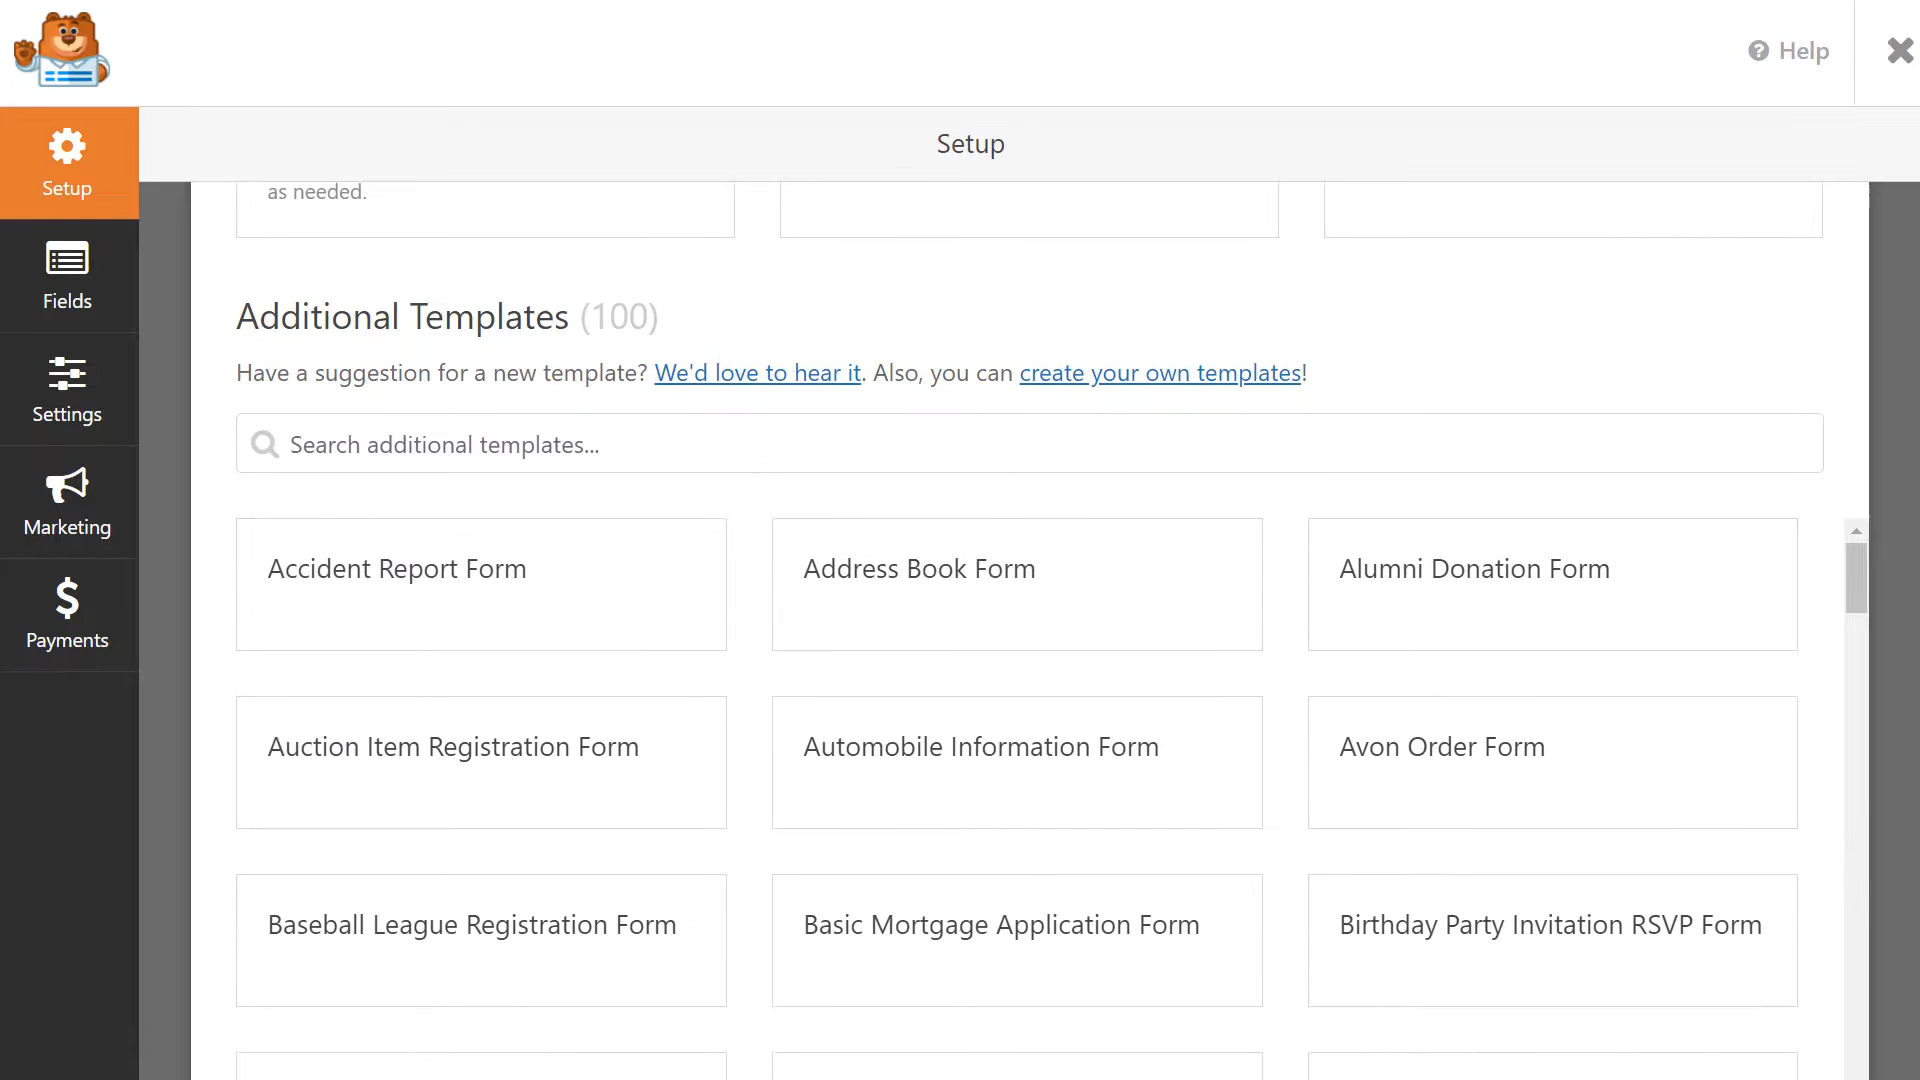 Help
Setup
Setup
as needed.
Fields
Settings
Marketing
Payments
Additional Templates (100)
Have a suggestion for a new template? We'd love to hear it. Also, you can create your own templates!
Search additional templates...
Accident Report Form
Address Book Form
Alumni Donation Form
Auction Item Registration Form
Automobile Information Form
Avon Order Form
Baseball League Registration Form
Basic Mortgage Application Form
Birthday Party Invitation RSVP Form